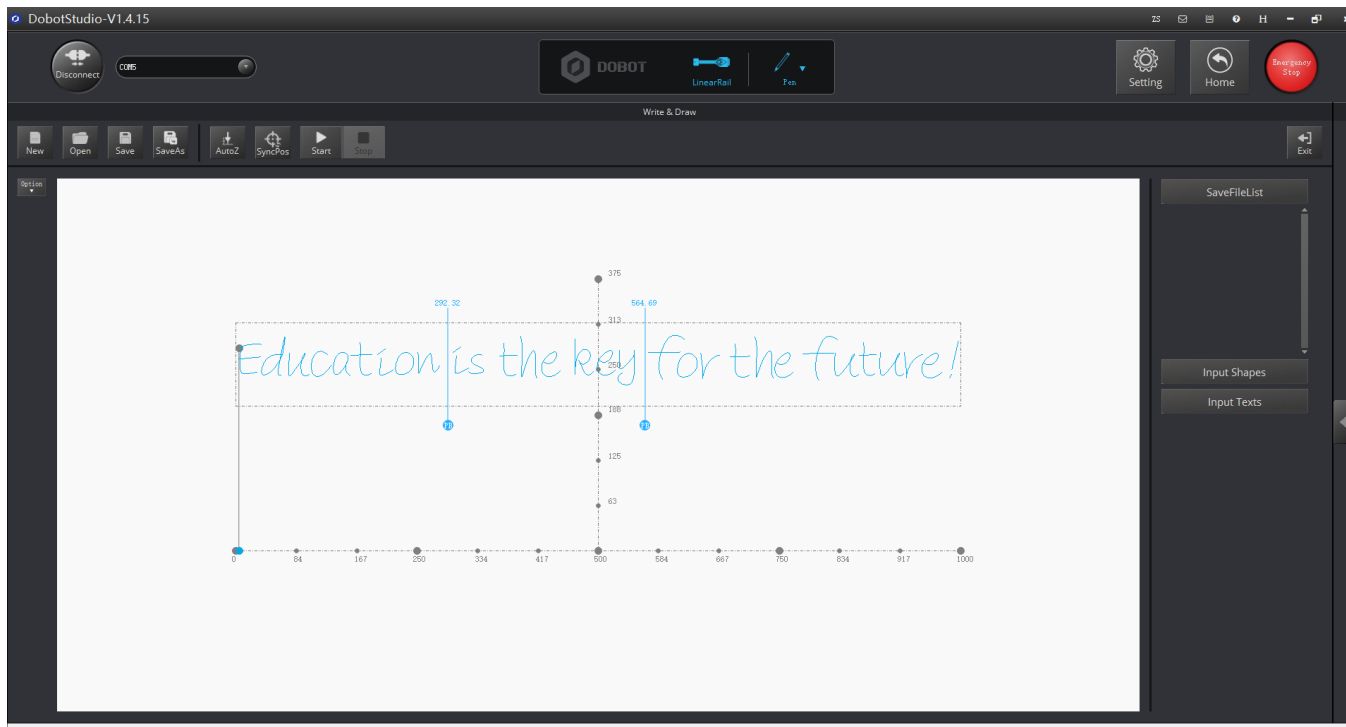 DobotStudio-V1.4.15
ZS
H
Disconnect
COM5
DOBOT
LinearRail
Pen
Setting
Home
Emergency
Stop
Write & Draw
New
Open
Save
SaveAs
AutoZ
SyncPos
Start
Stop
Exit
Option
SaveFileList
375
292.32
564.69
313
Education is the key for the future!
250
188
125
63
0
84
167
250
334
417
500
584
667
750
834
917
1000
Input Shapes
Input Texts